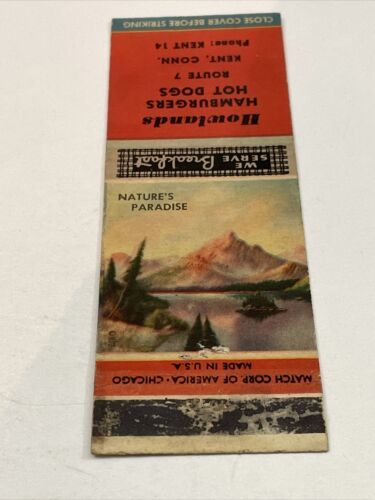 CLOSE COVER BEFORE STRIKING
Phone: KENT 14
KENT, CONN.
ROUTE 7
HOT DOGS
HAMBURGERS
Howlands
WE
SERVE
Breakfast
NATURE'S
PARADISE
MATCH CORP. OF AMERICA · CHICAGO
MADE IN U.S.A.